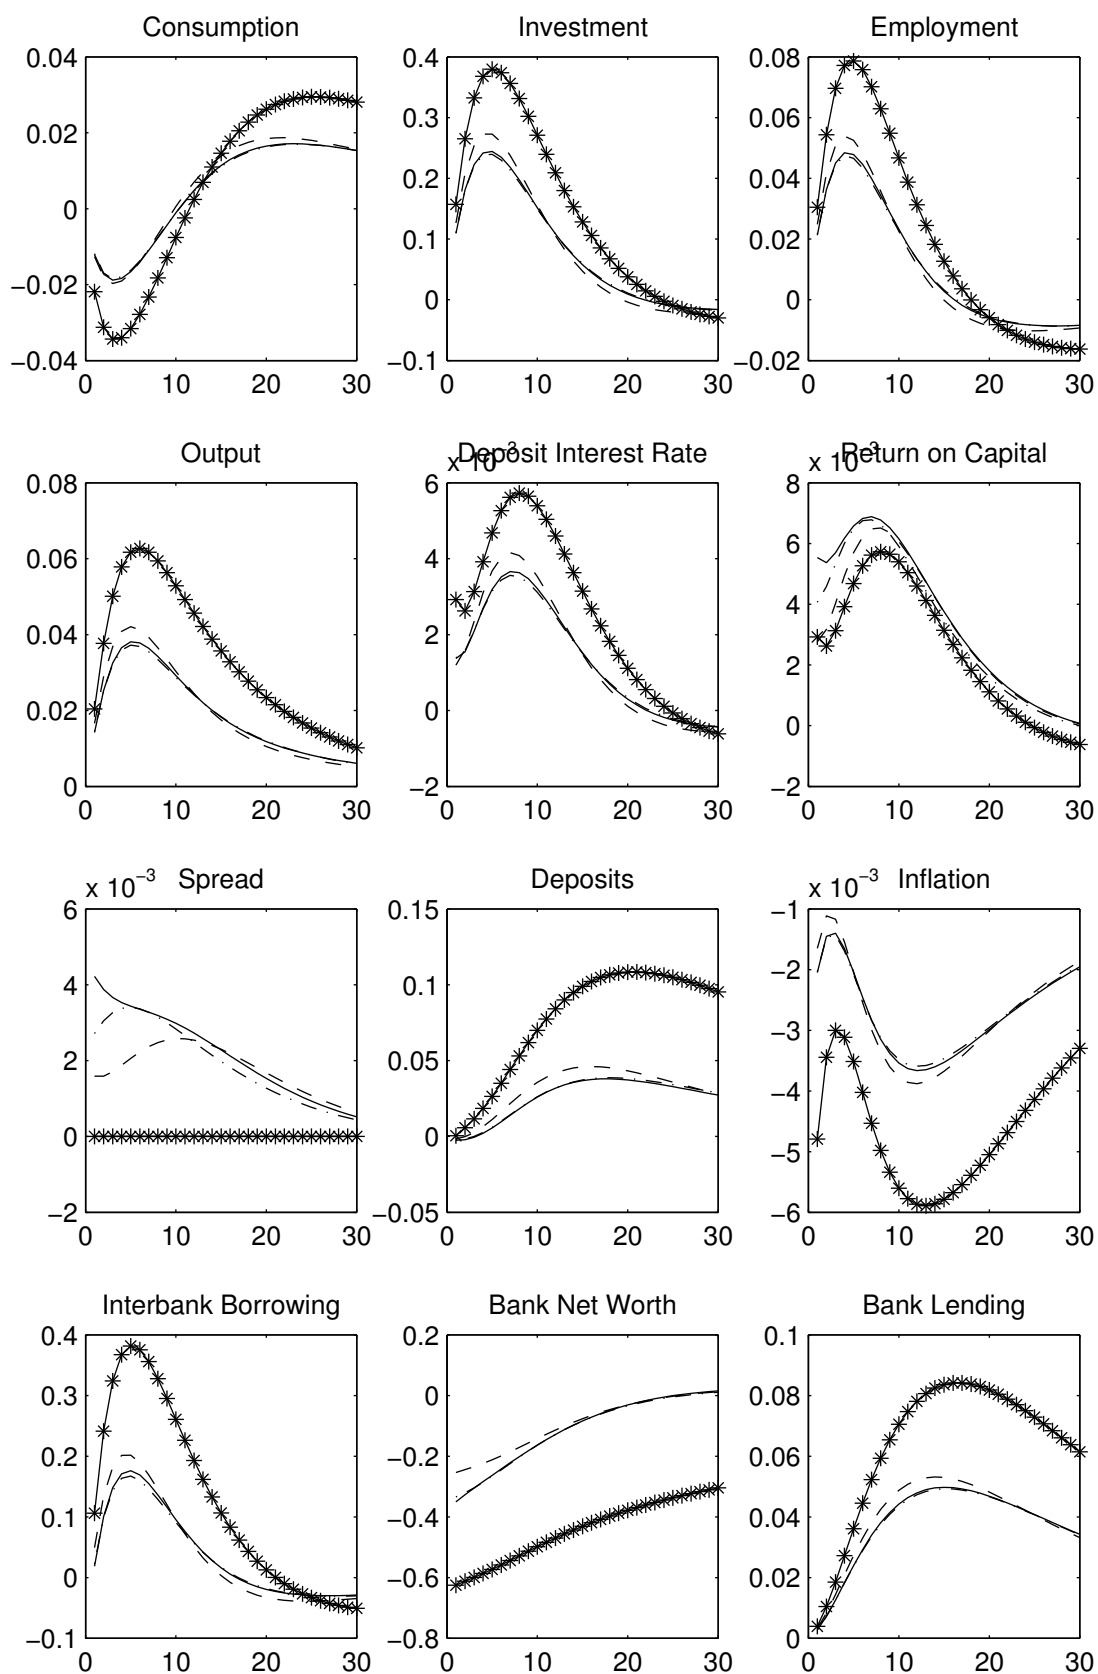 Consumption Investment Employment
0.04 0.4 0.08
0.02 0.3 0.06
0 0.2 0.04
−0.02 0.1 0.02
−0.04 0 0
−0.1 −0.02
0 10 20 30 0 10 20 30 0 10 20 30
Output Deposit Interest Rate Return on Capital
x 10−3 x 10−3
0.08 6 8
0.06 4 6
0.04 2 4
0.02 0 2
0 −2 0
−2
0 10 20 30 0 10 20 30 0 10 20 30
Spread Deposits Inflation
x 10−3 x 10−3
6 0.15 −1
4 0.1 −2
2 0.05 −3
0 0 −4
−2 −0.05 −5
−6
0 10 20 30 0 10 20 30 0 10 20 30
Interbank Borrowing Bank Net Worth Bank Lending
0.4 0.2 0.1
0.3 0 0.08
0.2 −0.2 0.06
0.1 −0.4 0.04
0 −0.6 0.02
−0.1 −0.8 0
0 10 20 30 0 10 20 30 0 10 20 30